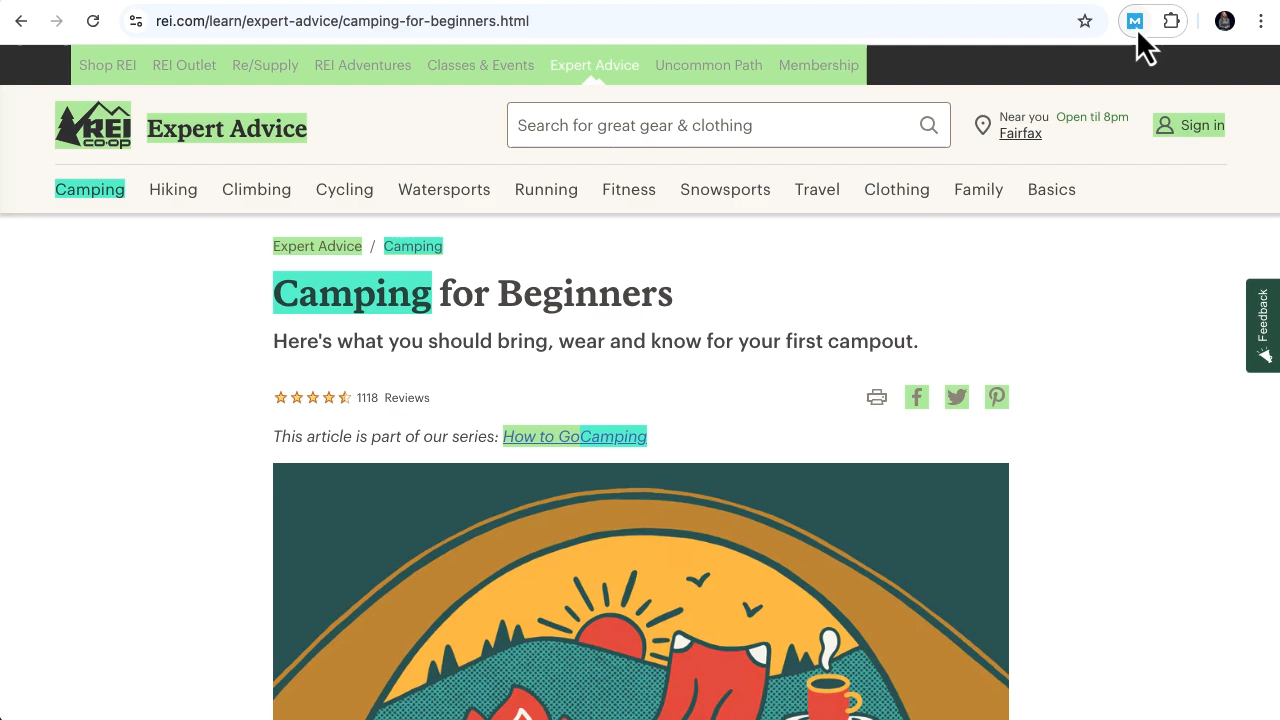 rei.com/learn/expert-advice/camping-for-beginners.html
M
Shop REI REI Outlet Re/Supply REI Adventures Classes & Events Expert Advice Uncommon Path Membership
REI
CO·OP
Expert Advice
Search for great gear & clothing
Near you Open til 8pm
Fairfax
Sign in
Camping Hiking Climbing Cycling Watersports Running Fitness Snowsports Travel Clothing Family Basics
Expert Advice / Camping
Camping for Beginners
Here's what you should bring, wear and know for your first campout.
Feedback
1118 Reviews
This article is part of our series: How to GoCamping